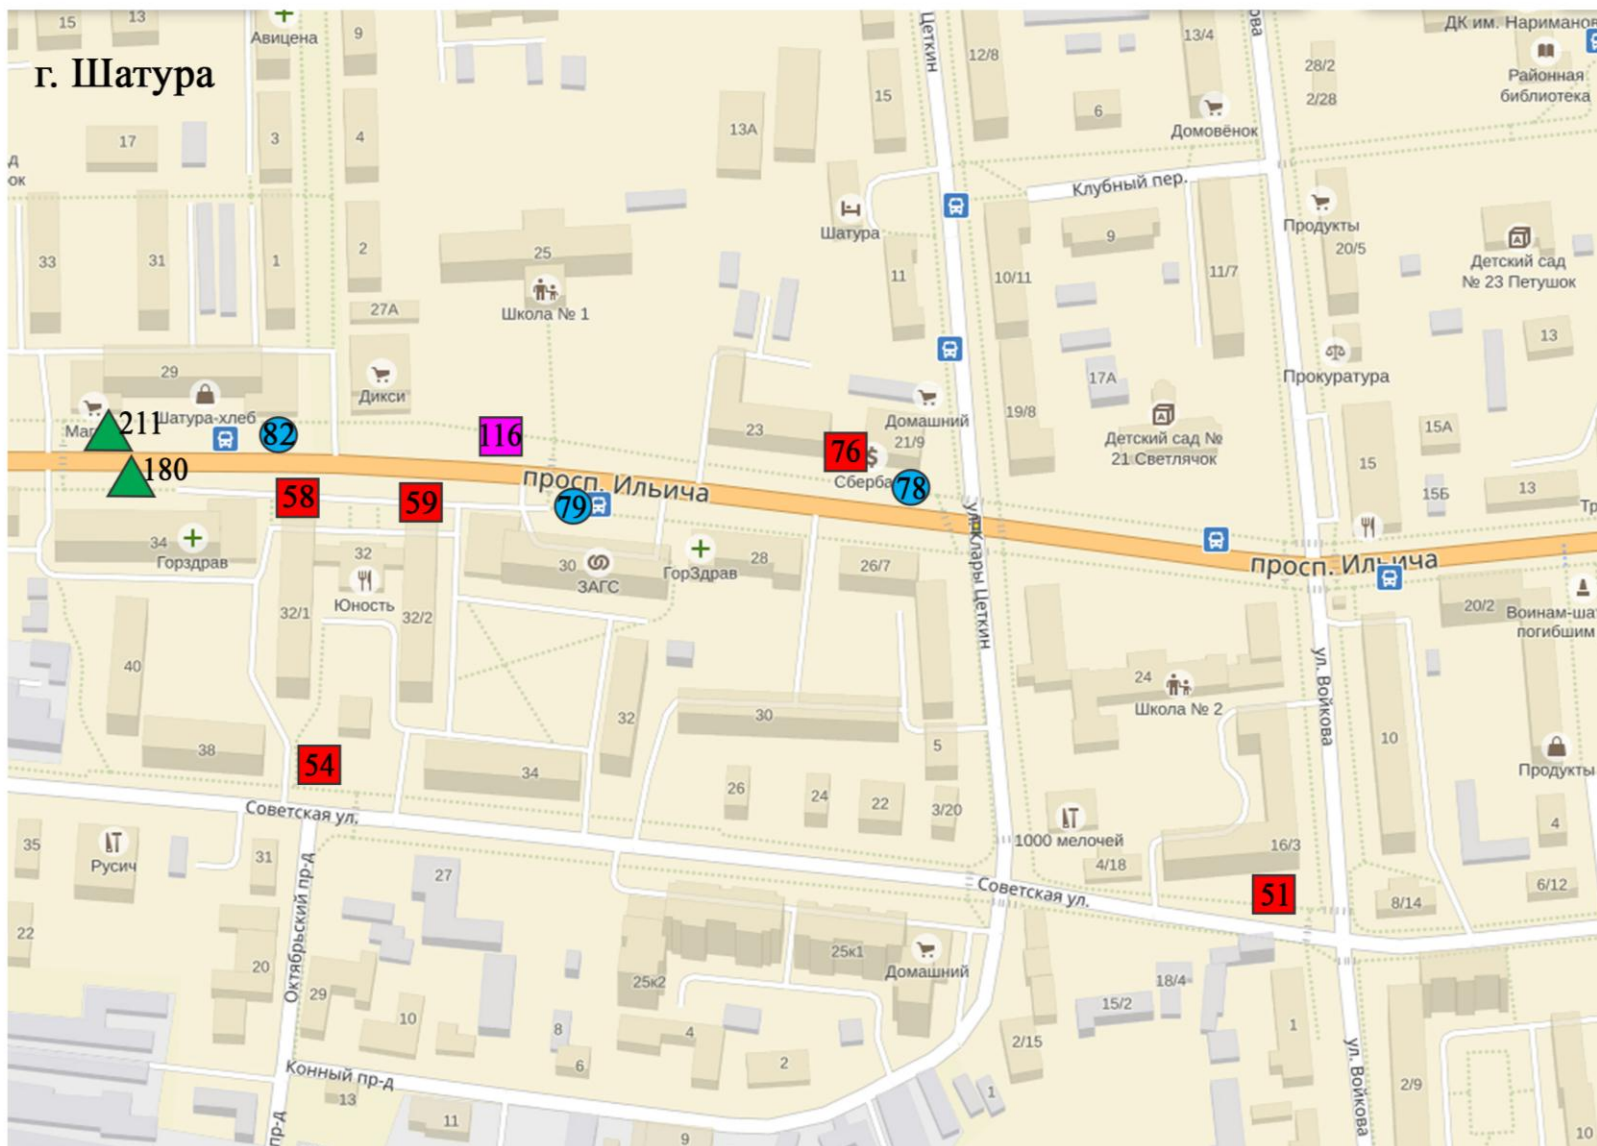 15
13
Авицена
9
Цеткин
12/8
13/4
ова
ДК им. Нариманов
г. Шатура
28/2
Районная
библиотека
2/28
15
6
Домовёнок
17
3
4
13А
д
ок
Клубный пер.
Шатура
Продукты
33
31
1
2
25
11
10/11
9
11/7
20/5
Детский сад
№ 23 Петушок
27А
Школа № 1
13
29
Дикси
17А
Прокуратура
Маг
211
Шатура-хлеб
82
116
23
76
Домашний
21/9
19/8
Детский сад №
21 Светлячок
15А
15
180
58
59
просп. Ильича
79
Сберба
78
15Б
13
Тр
ул. Клары Цеткин
34
Горздрав
32
Юность
30
ЗАГС
ГорЗдрав
28
26/7
просп. Ильича
20/2
Воинам-ша
погибшим
32/1
32/2
40
38
32
30
24
Школа № 2
ул. Войкова
10
5
Продукты
54
34
26
24
22
3/20
Советская ул.
1000 мелочей
4/18
16/3
4
35
Русич
31
27
Октябрьский пр-д
Советская ул.
51
8/14
6/12
22
20
29
10
25к2
25к1
Домашний
18/4
15/2
8
4
6
2
2/15
1
1
2/9
Конный пр-д
13
11
9
пр-д
ул. Войкова
10